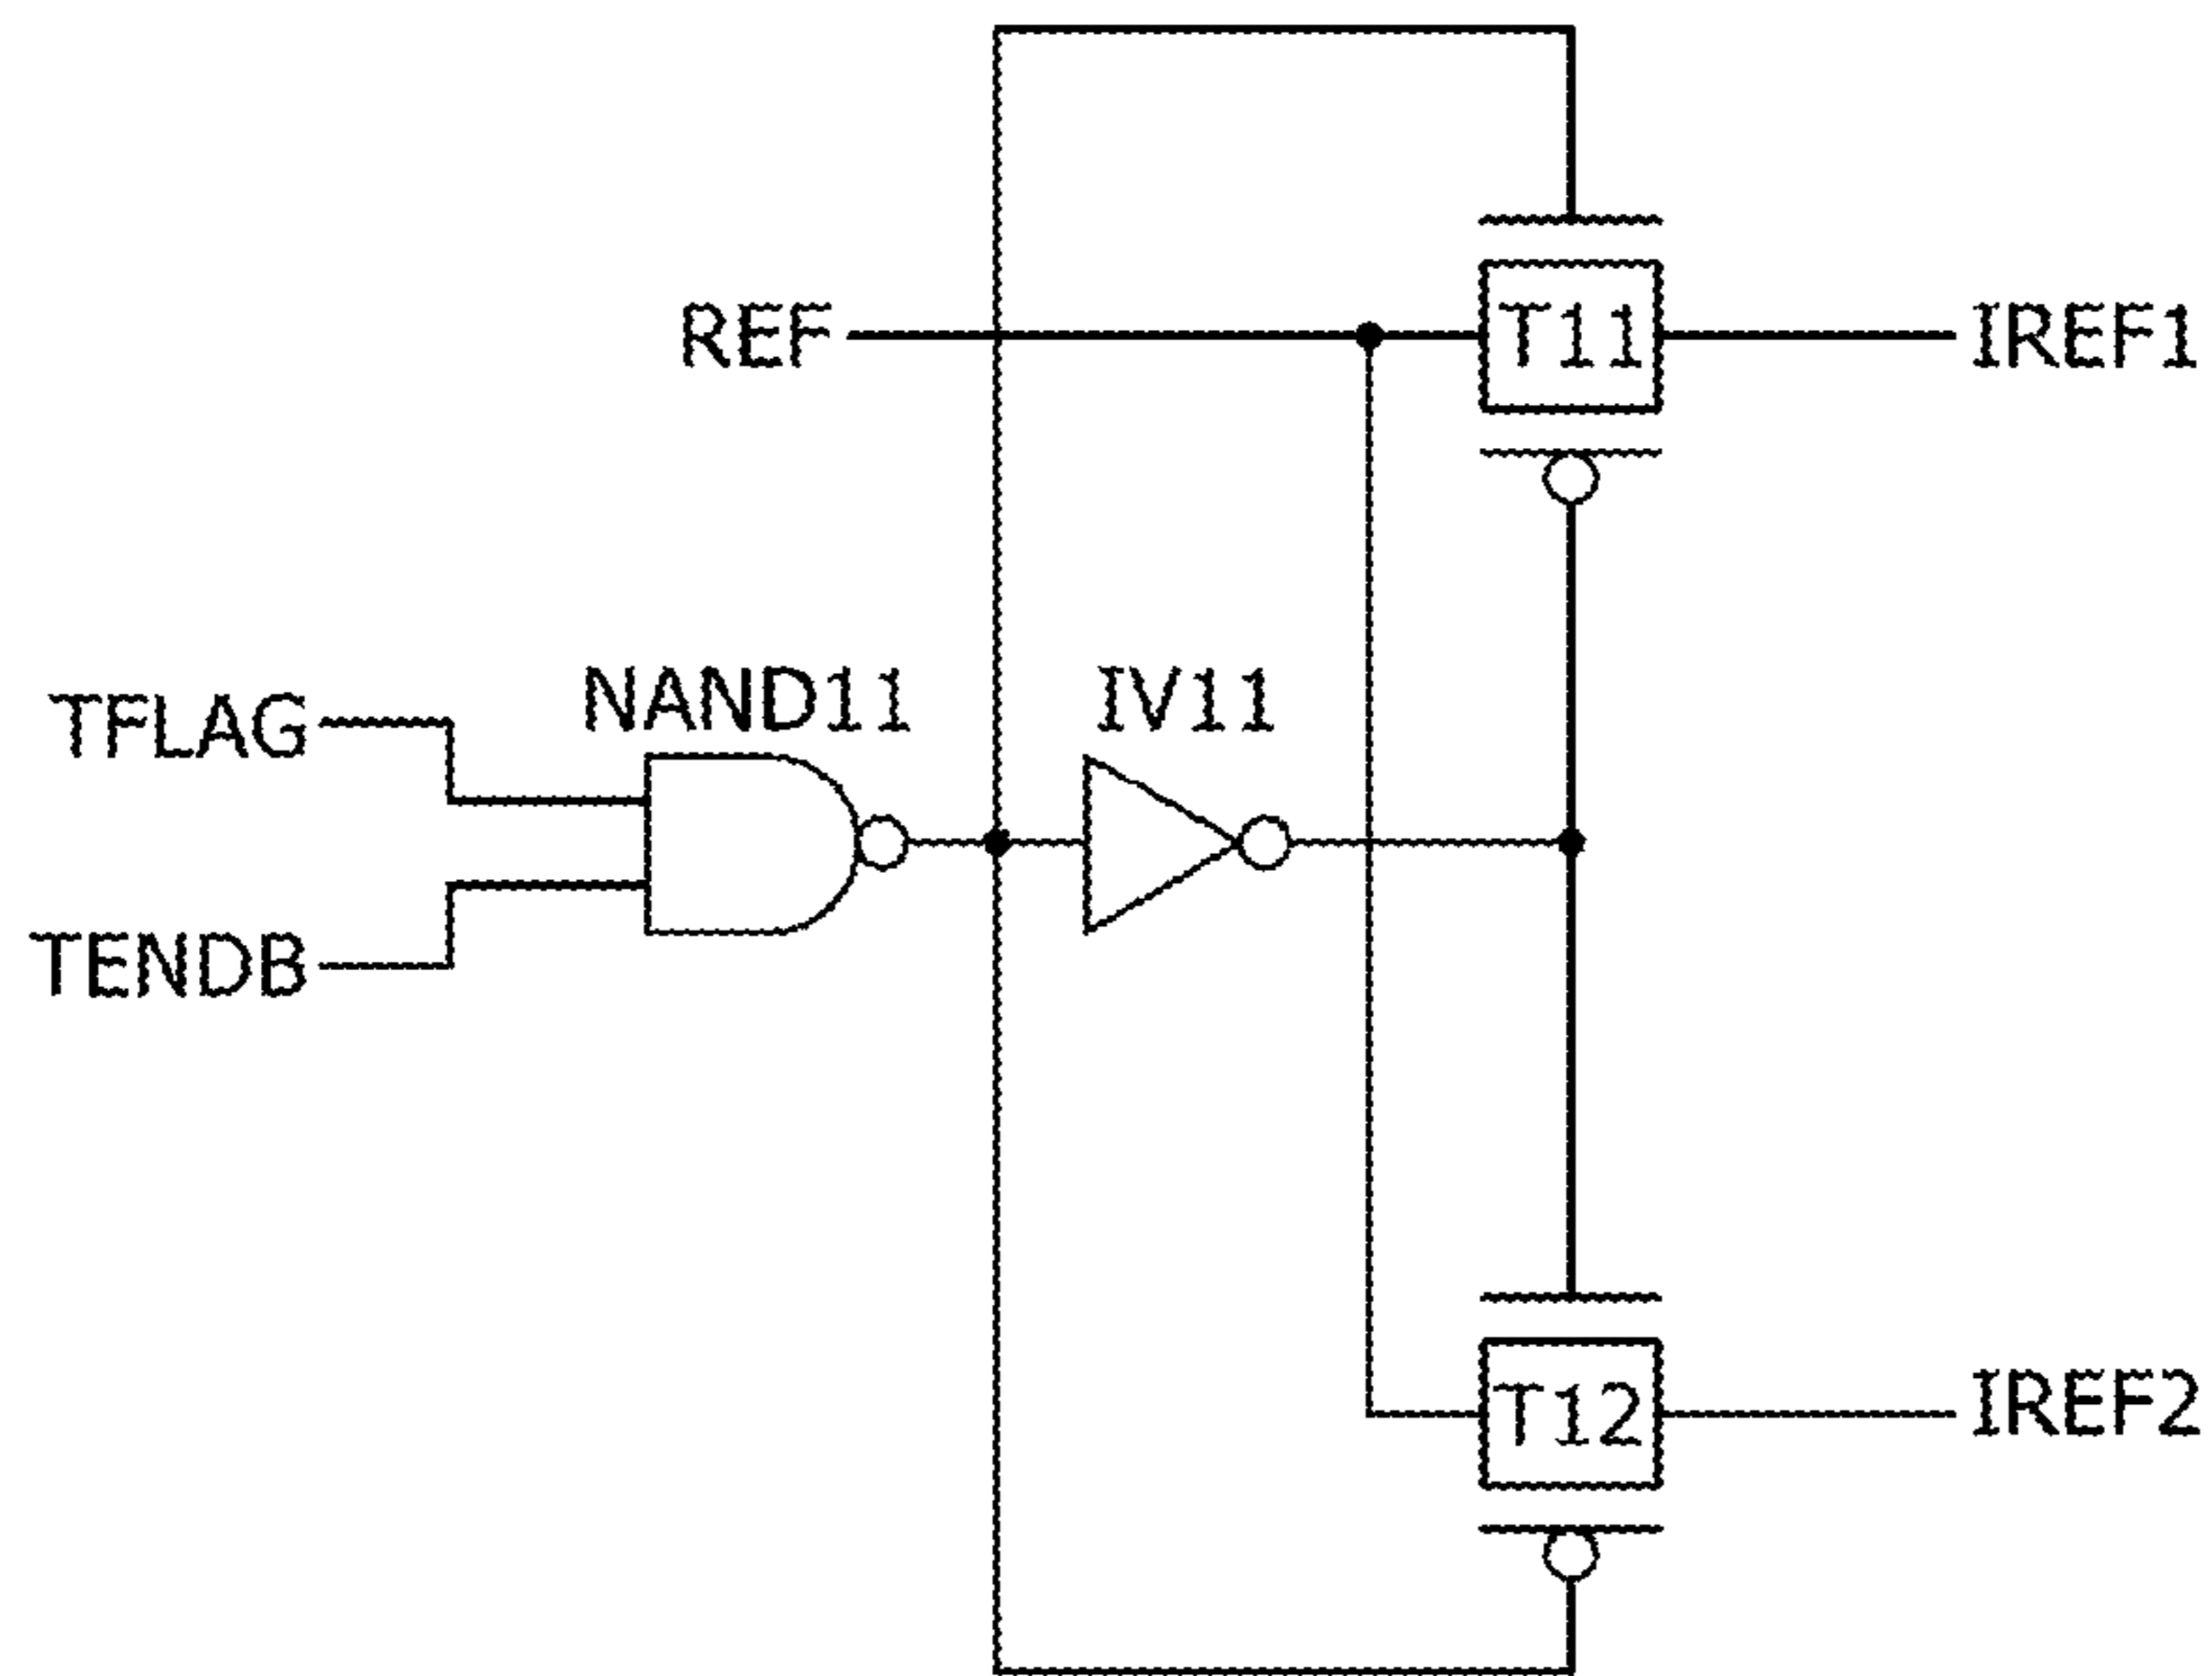 REF
T11
IREF1
TFLAG
NAND11
IV11
TENDB
T12
IREF2